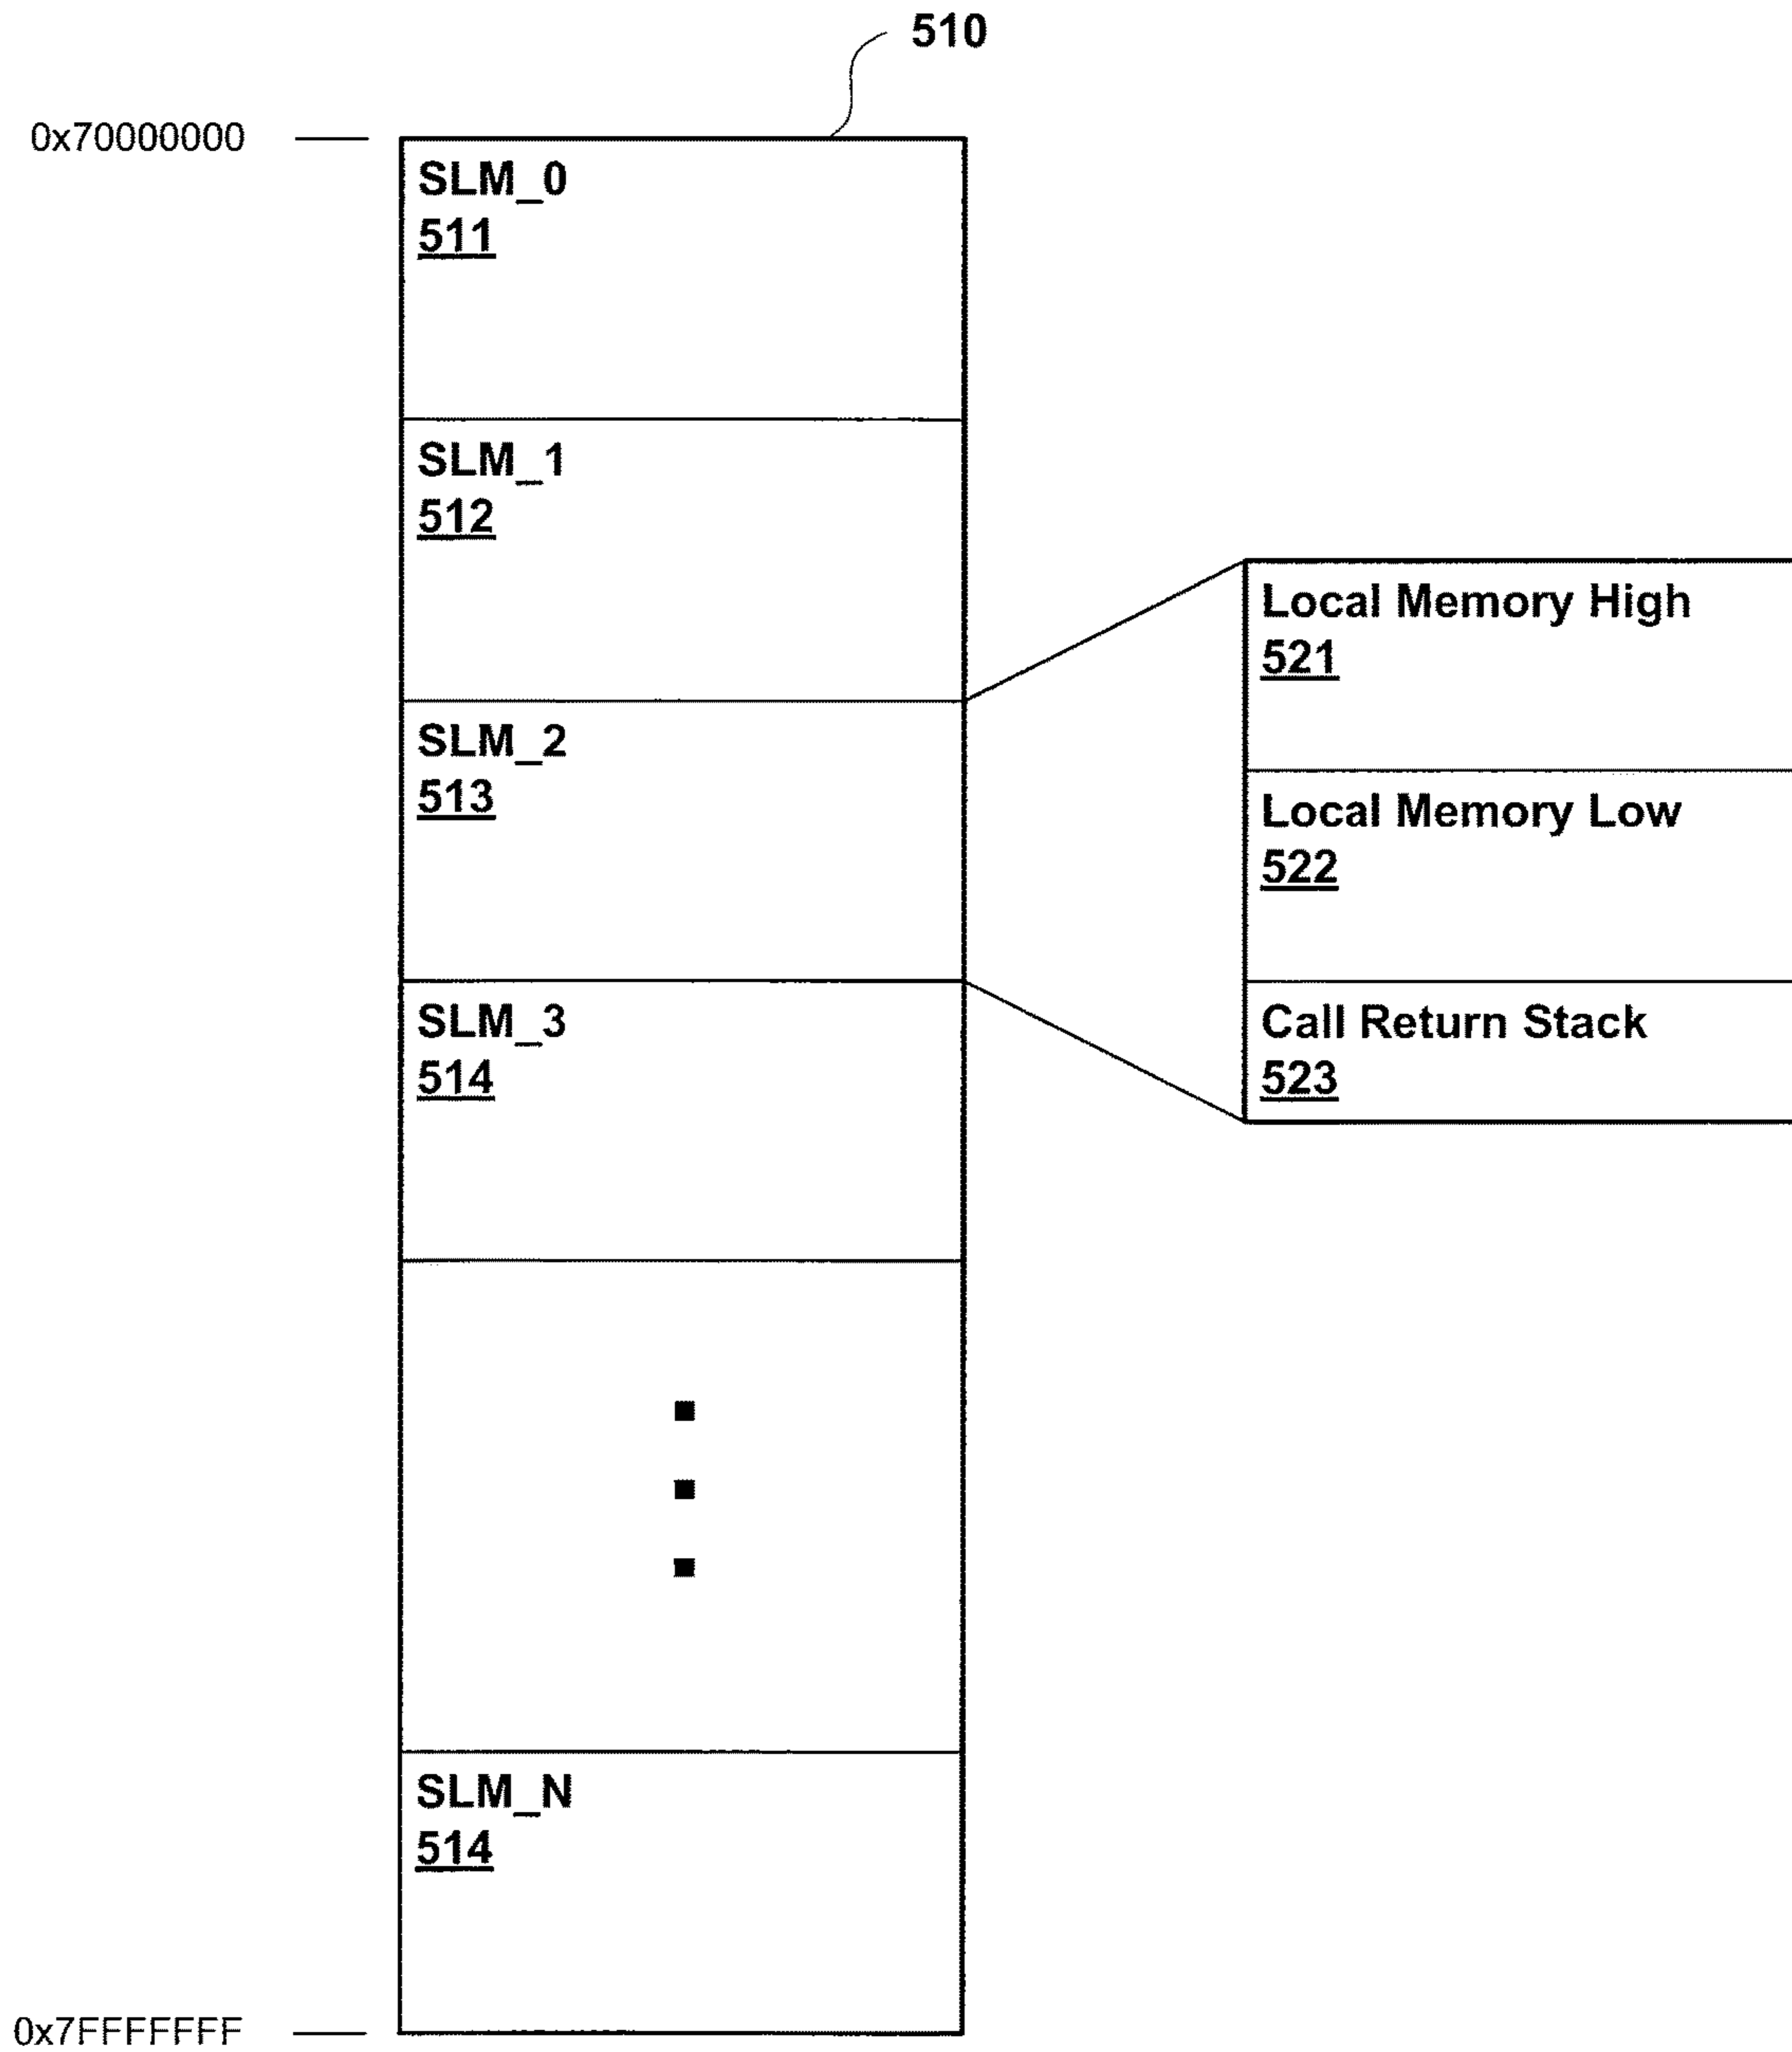 510
0x70000000
SLM_0
511
SLM_1
512
SLM_2
513
SLM_3
514
SLM_N
514
0x7FFFFFFF
Local Memory High
521
Local Memory Low
522
Call Return Stack
523